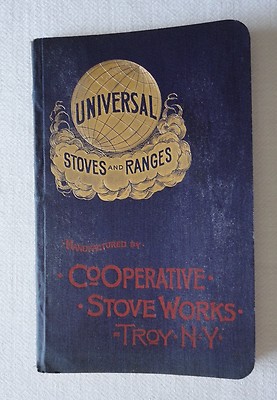 UNIVERSAL
STOVES AND RANGES
MANUFACTURED BY
COOPERATIVE
STOVE WORKS
TROY N.Y.